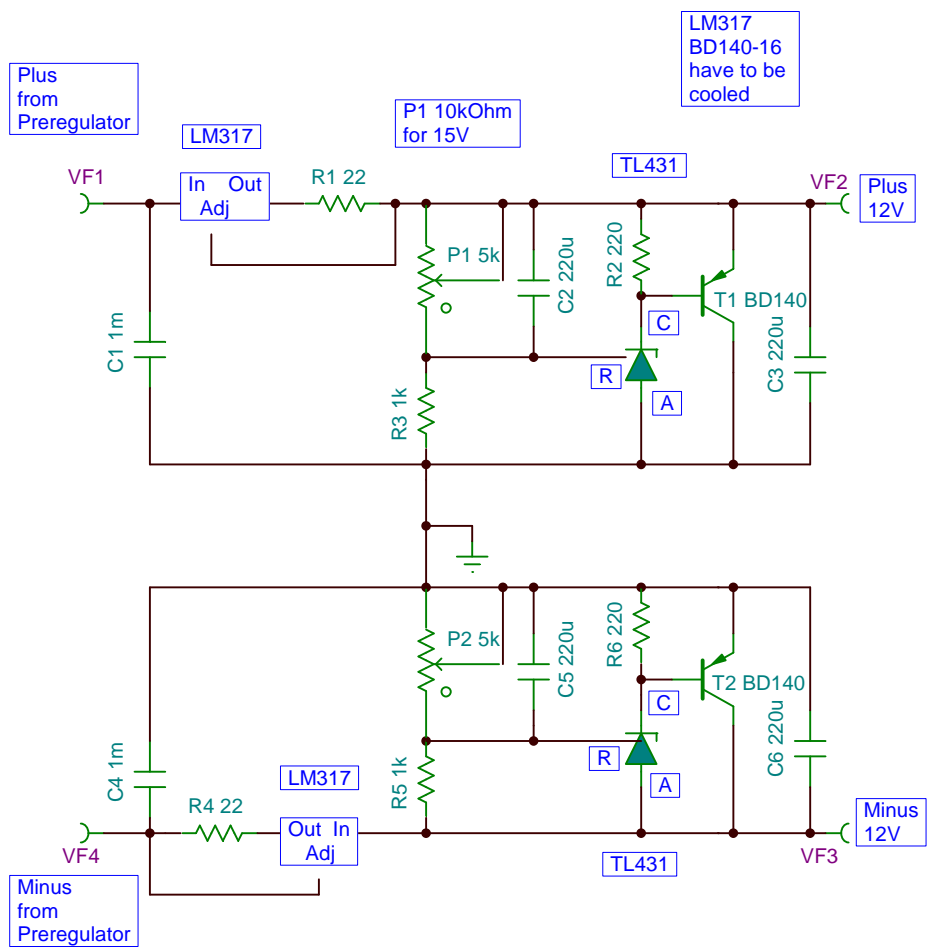 LM317
BD140-16
have to be
cooled
Plus
from
Preregulator
P1 10kOhm
for 15V
LM317
TL431
VF1
In Out
Adj
R1 22
VF2
Plus
12V
P1 5k
C2 220u
R2 220
T1 BD140
C
C1 1m
C3 220u
R
A
R3 1k
P2 5k
C5 220u
R6 220
T2 BD140
C
C6 220u
R
A
C4 1m
LM317
R5 1k
R4 22
Out In
Adj
Minus
12V
VF4
VF3
TL431
Minus
from
Preregulator